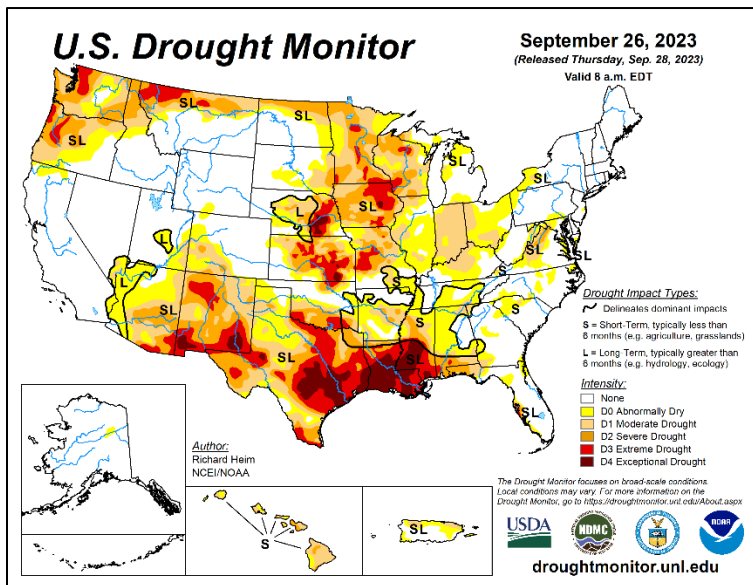 U.S. Drought Monitor
September 26, 2023
(Released Thursday, Sep. 28, 2023)
Valid 8 a.m. EDT
SL
SL
SL
SL
SL
SL
SL
L
L
L
SL
SL
S
S
S
S
SL
SL
SL
SL
Drought Impact Types:
Delineates dominant impacts
S = Short-Term, typically less than
6 months (e.g. agriculture, grasslands)
L = Long-Term, typically greater than
6 months (e.g. hydrology, ecology)
Intensity:
None
D0 Abnormally Dry
D1 Moderate Drought
D2 Severe Drought
D3 Extreme Drought
D4 Exceptional Drought
Author:
Richard Heim
NCEI/NOAA
S
SL
The Drought Monitor focuses on broad-scale conditions.
Local conditions may vary. For more information on the
Drought Monitor, go to https://droughtmonitor.unl.edu/About.aspx
USDA
NDMC
NOAA
droughtmonitor.unl.edu